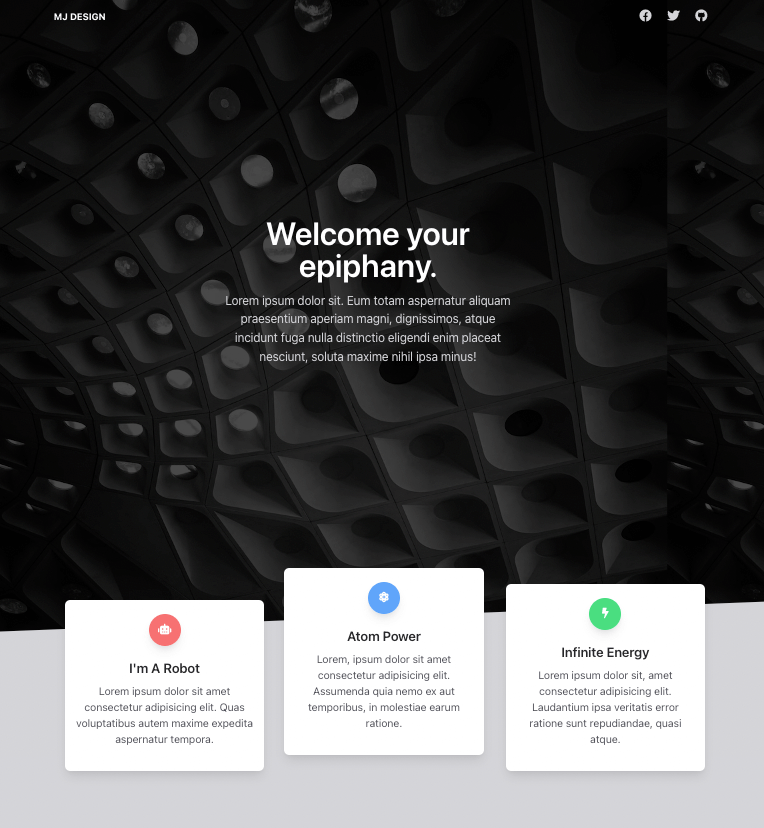 MJ DESIGN
Welcome your
epiphany.
Lorem ipsum dolor sit. Eum totam aspernatur aliquam
praesentium aperiam magni, dignissimos, atque
incidunt fuga nulla distinctio eligendi enim placeat
nesciunt, soluta maxime nihil ipsa minus!
I'm A Robot
Lorem ipsum dolor sit amet
consectetur adipisicing elit. Quas
voluptatibus autem maxime expedita
aspernatur tempora.
Atom Power
Lorem, ipsum dolor sit amet
consectetur adipisicing elit.
Assumenda quia nemo ex aut
temporibus, in molestiae earum
ratione.
Infinite Energy
Lorem ipsum dolor sit, amet
consectetur adipisicing elit.
Laudantium ipsa veritatis error
ratione sunt repudiandae, quasi
atque.